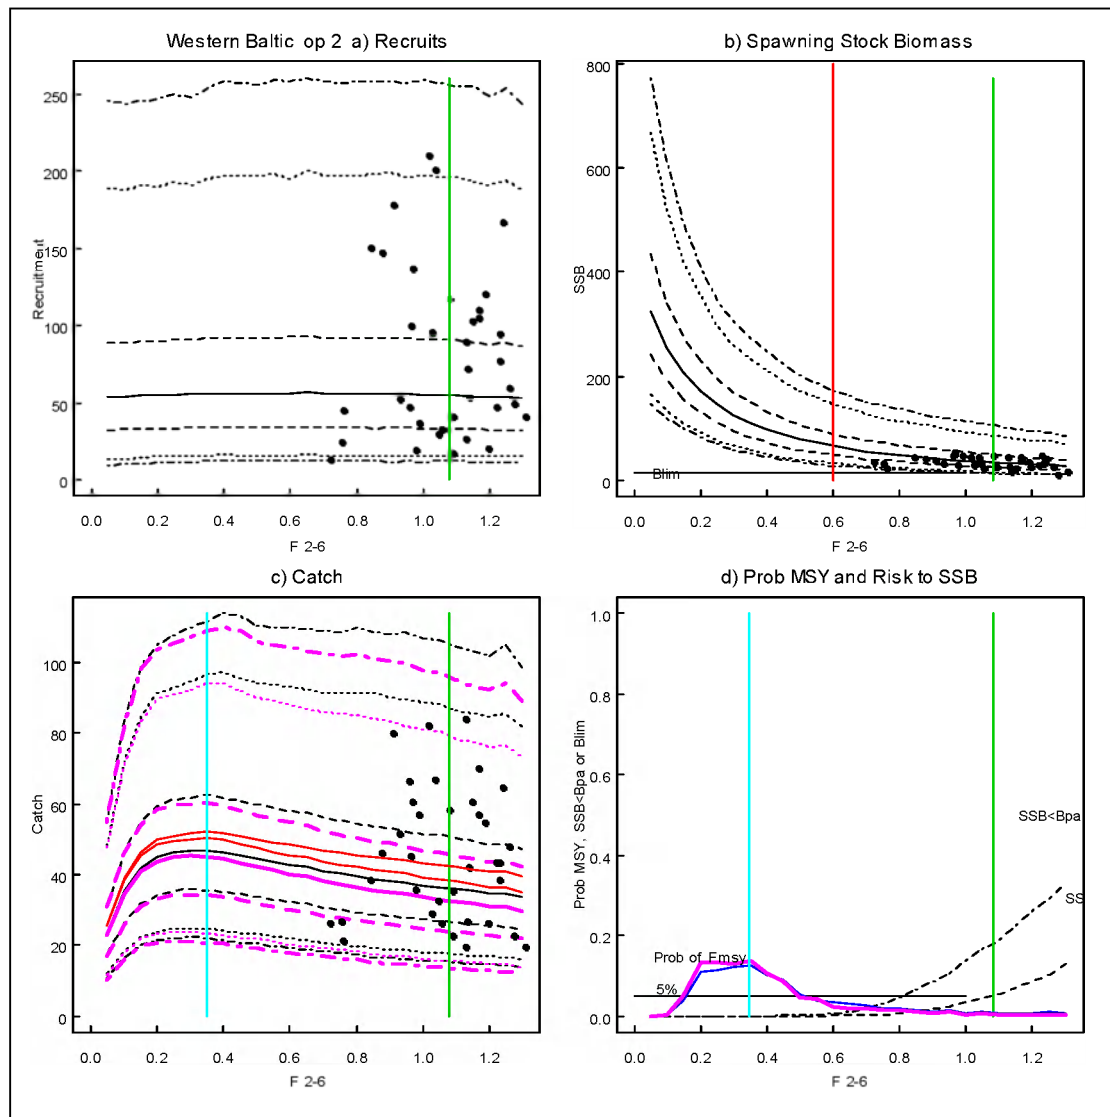 Western Baltic op 2 a) Recruits
Recruitment
250
200
150
100
50
0
0.0 0.2 0.4 0.6 0.8 1.0 1.2
F 2-6
b) Spawning Stock Biomass
SSB
800
600
400
200
0
Blim
0.0 0.2 0.4 0.6 0.8 1.0 1.2
F 2-6
c) Catch
Catch
100
80
60
40
20
0
0.0 0.2 0.4 0.6 0.8 1.0 1.2
F 2-6
d) Prob MSY and Risk to SSB
Prob MSY, SSB<Bpa or Blim
1.0
0.8
0.6
0.4
0.2
0.0
SSB<Bpa
SS
Prob of Fmsy
5%
0.0 0.2 0.4 0.6 0.8 1.0 1.2
F 2-6